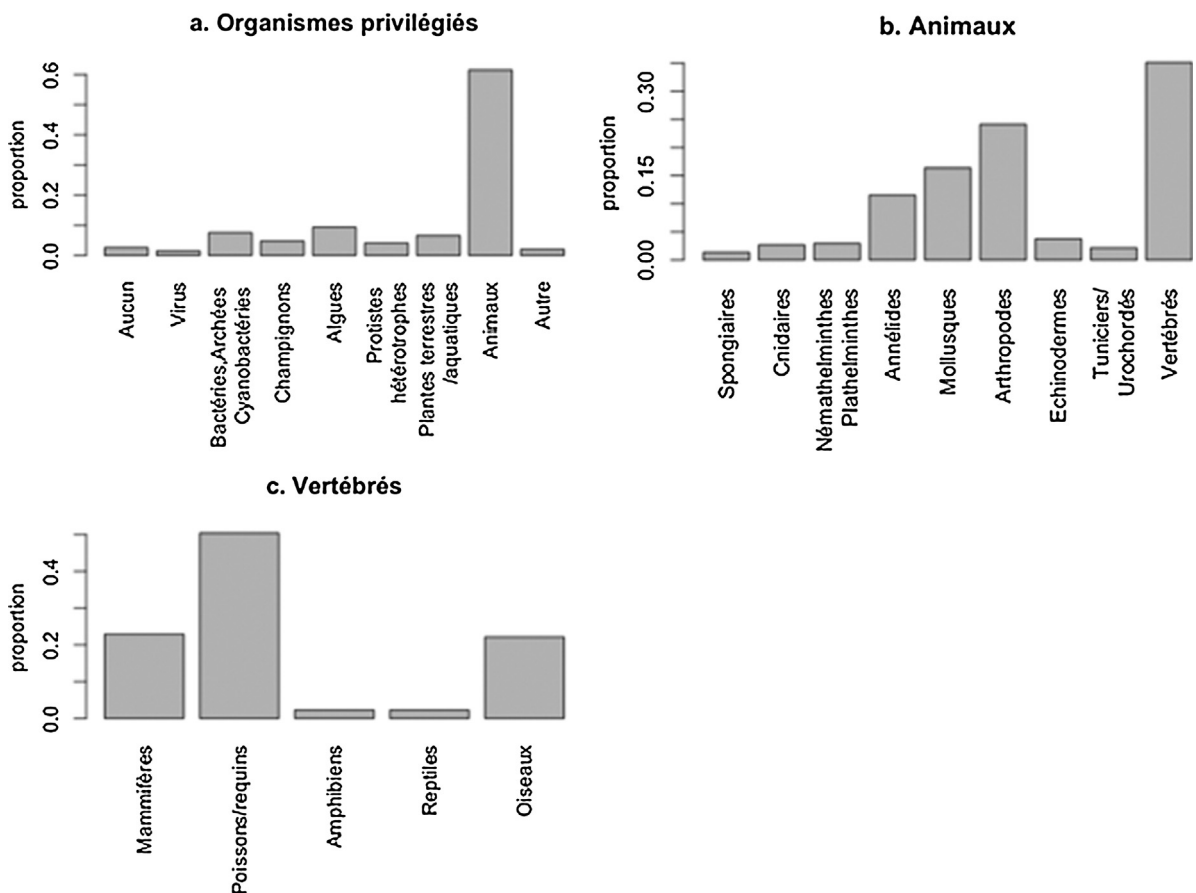 a. Organismes privilégiés
proportion
0.6
0.4
0.2
0.0
Aucun
Virus
Bactéries,Archées
Cyanobactéries
Champignons
Algues
Protistes
hétérotrophes
Plantes terrestres
/aquatiques
Animaux
Autre
b. Animaux
proportion
0.30
0.15
0.00
Spongiaires
Cnidaires
Némathelminthes
Plathelminthes
Annélides
Mollusques
Arthropodes
Echinodermes
Tuniciers/
Urochordés
Vertébrés
c. Vertébrés
proportion
0.4
0.2
0.0
Mammifères
Poissons/requins
Amphibiens
Reptiles
Oiseaux